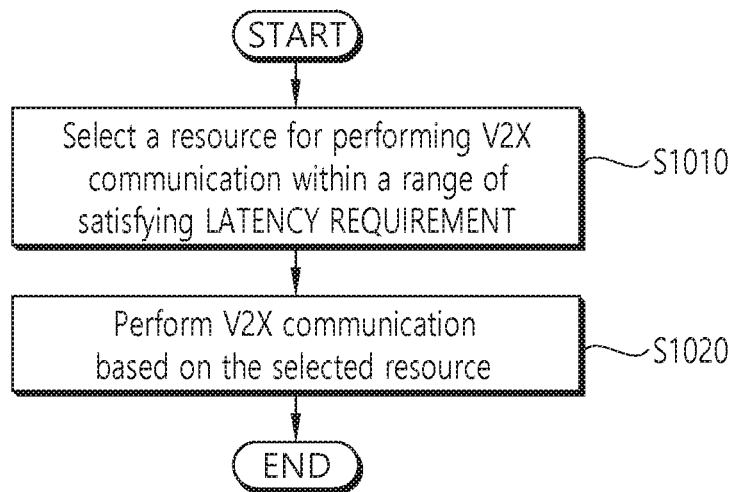 START
Select a resource for performing V2X
communication within a range of
satisfying LATENCY REQUIREMENT
S1010
Perform V2X communication
based on the selected resource
S1020
END